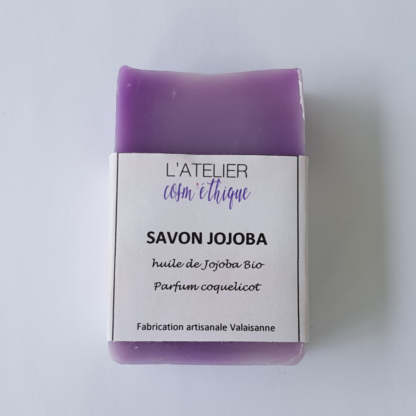 L'ATELIER
cosm'éthique
SAVON JOJOBA
huile de Jojoba Bio
Parfum coquelicot
Fabrication artisanale Valaisanne